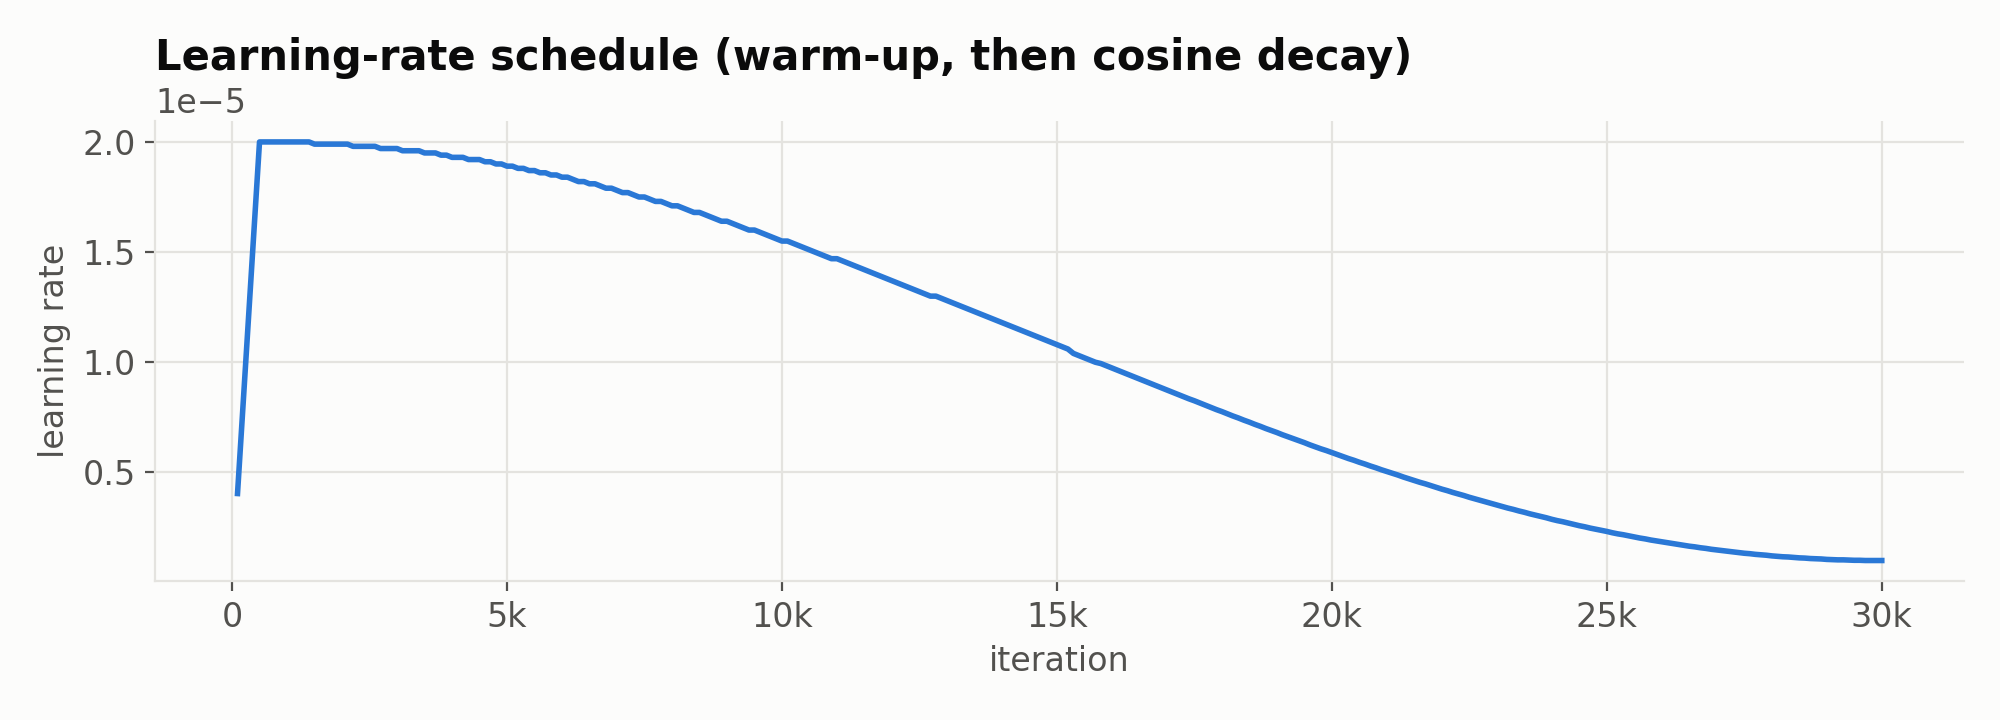 Learning-rate schedule (warm-up, then cosine decay)
1e−5
2.0
1.5
1.0
0.5
learning rate
0 5k 10k 15k 20k 25k 30k
iteration